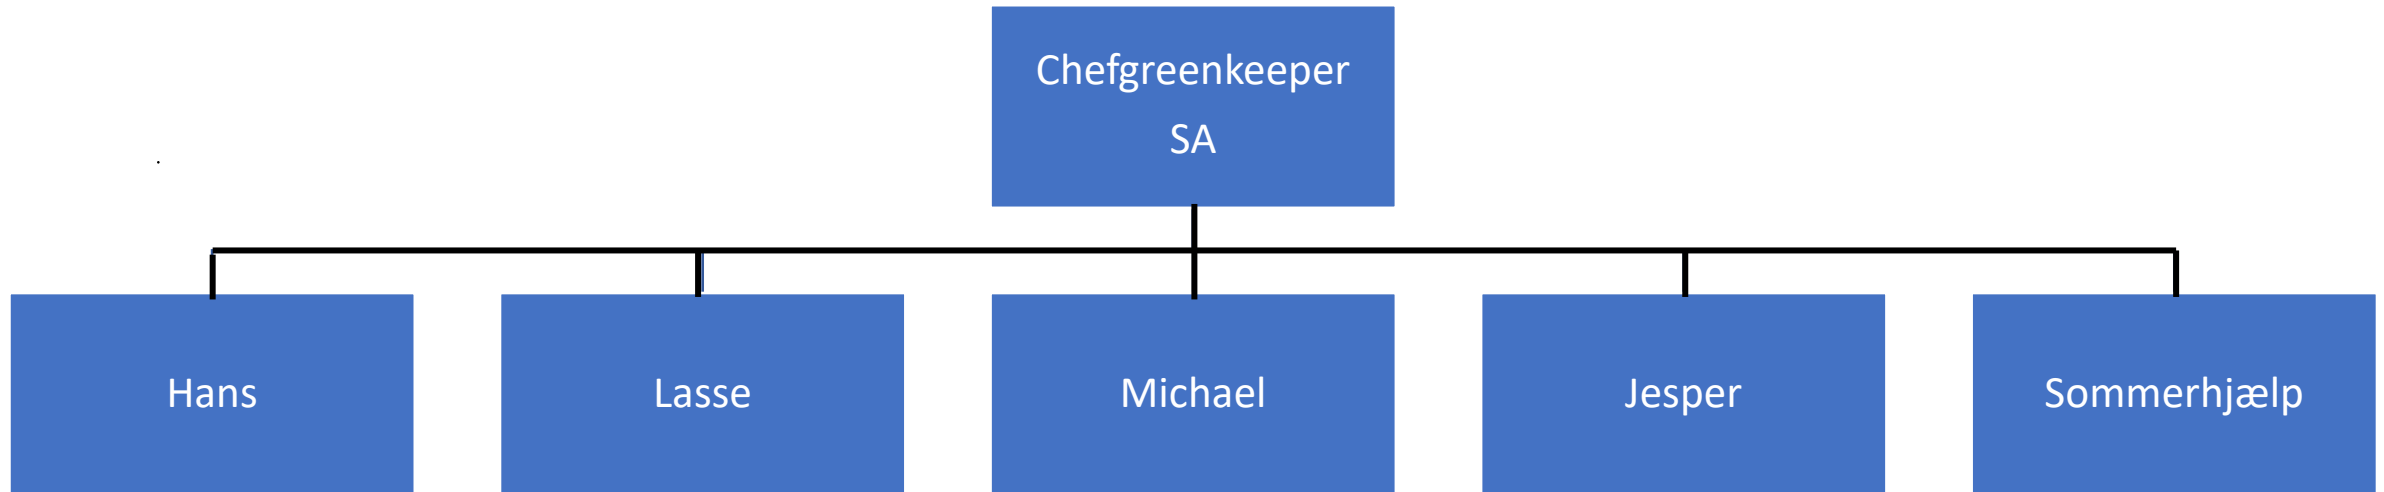 Chefgreenkeeper
SA
.
Hans
Lasse
Michael
Jesper
Sommerhjælp